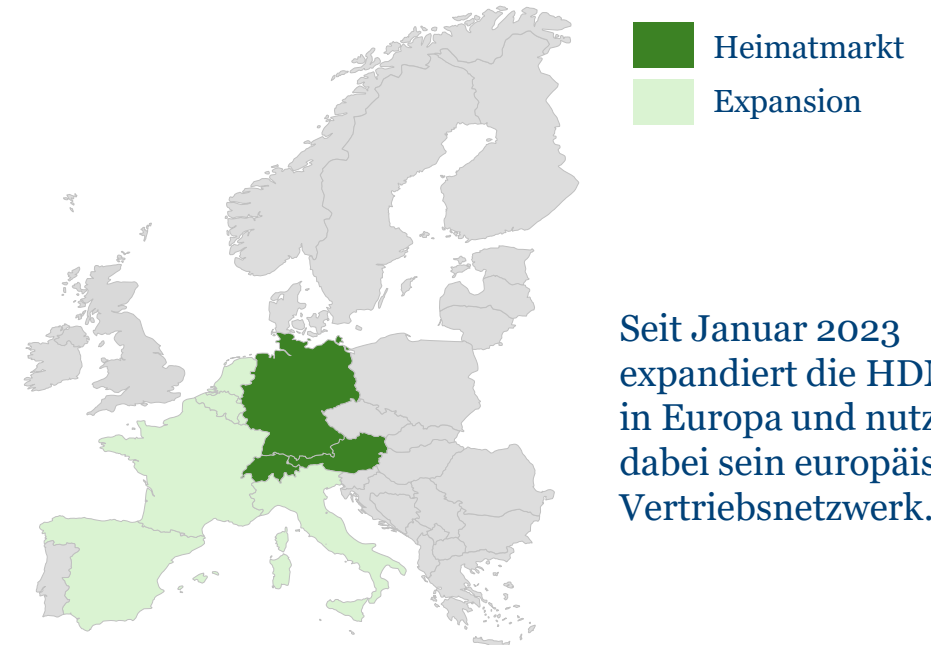 Heimatmarkt
Expansion
Seit Januar 2023
expandiert die
in Europa und
dabei sein
Vertriebsnetzwerk.